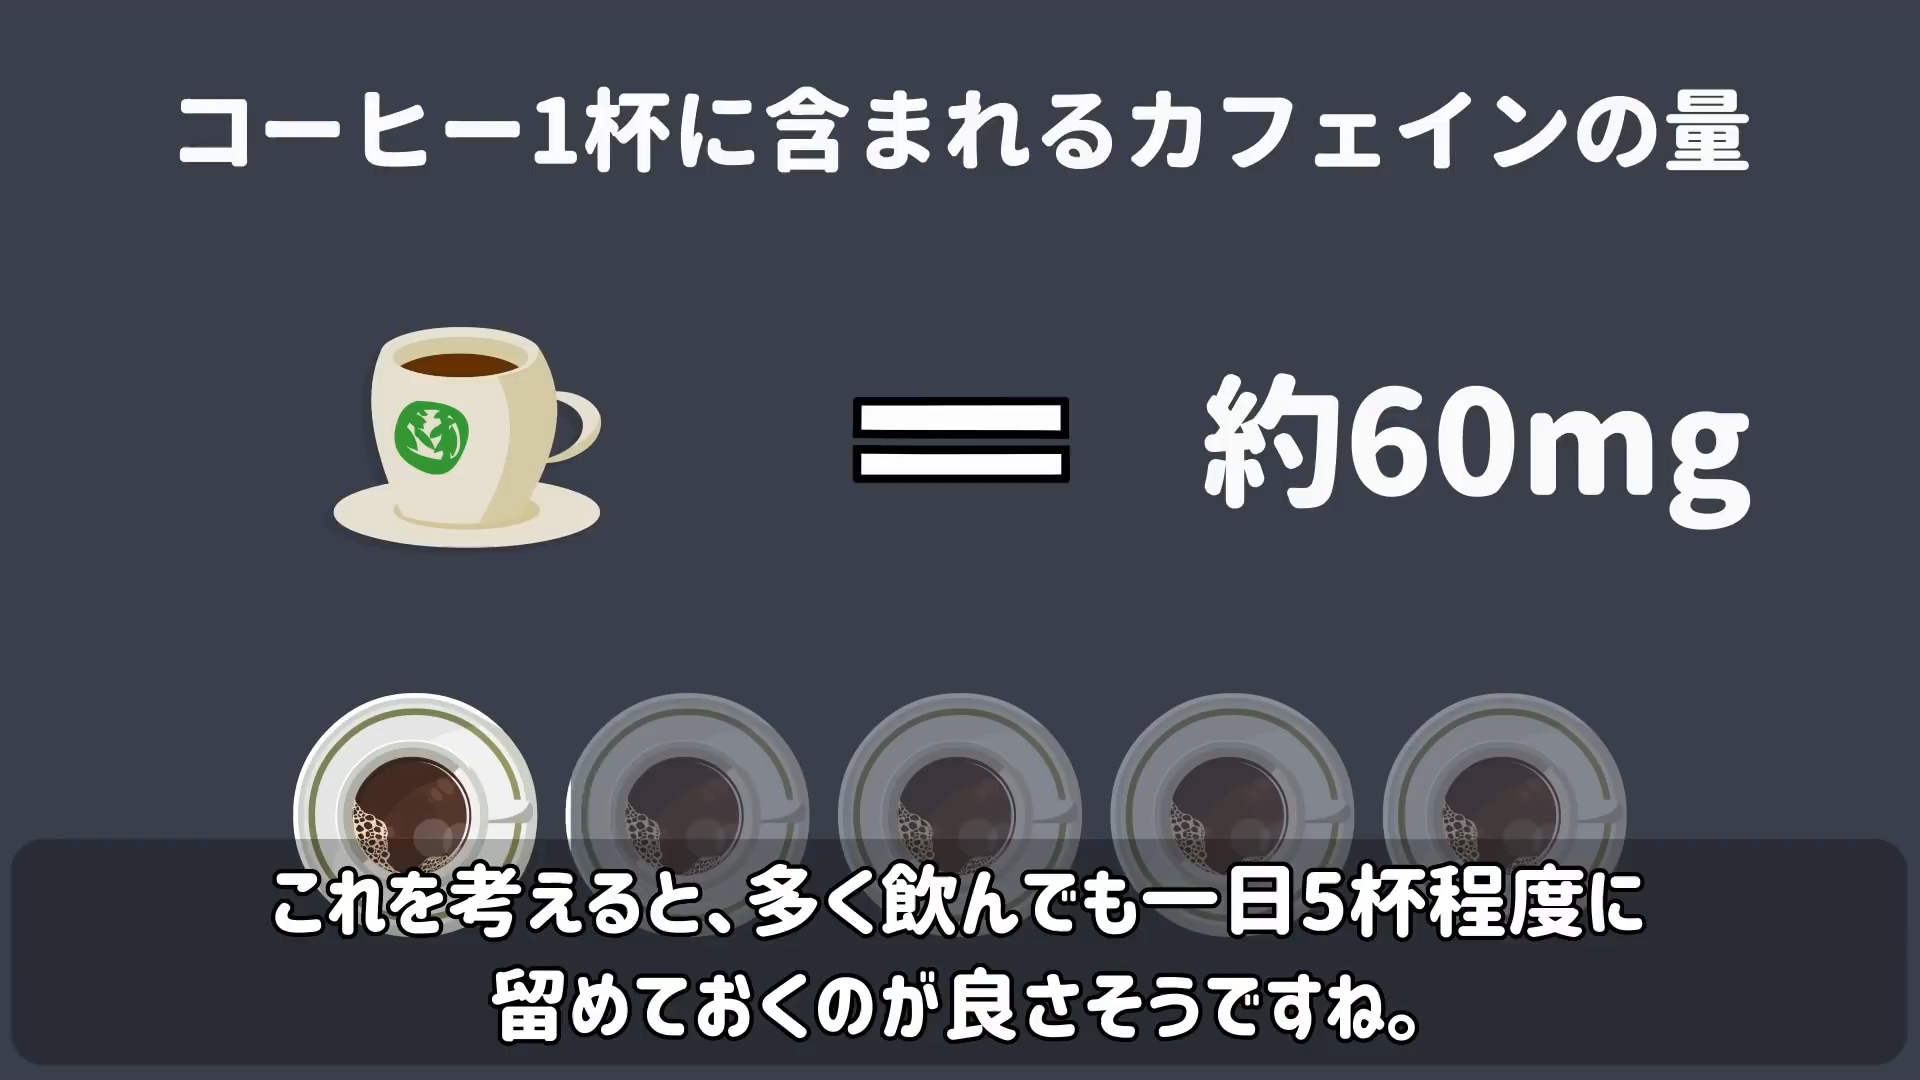 コーヒー1杯に含まれるカフェインの量
約60mg
これを考えると、多く飲んでも一日5杯程度に
留めておくのが良さそうですね。